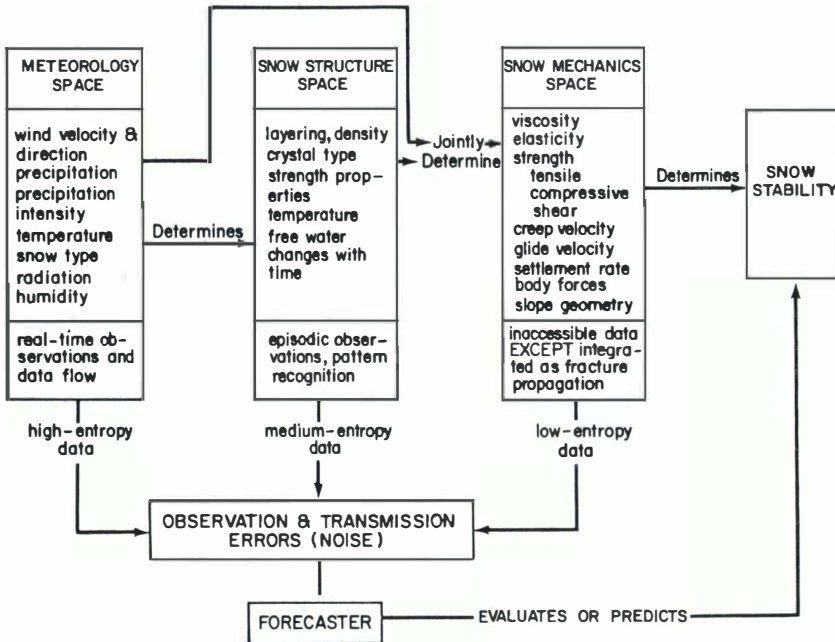 METEOROLOGY
SPACE
wind velocity &
direction
precipitation
precipitation
intensity
temperature
snow type
radiation
humidity
real-time ob-
servations and
data flow
SNOW STRUCTURE
SPACE
layering, density
crystal type
strength prop-
erties
temperature
free water
changes with
time
episodic obser-
vations, pattern
recognition
SNOW MECHANICS
SPACE
viscosity
elasticity
strength
tensile
compressive
shear
creep velocity
glide velocity
settlement rate
body forces
slope geometry
inaccessible data
EXCEPT integra-
ted as fracture
propagation
SNOW
STABILITY
Determines
Jointly
Determine
Determines
high-entropy
data
medium-entropy
data
low-entropy
data
OBSERVATION & TRANSMISSION
ERRORS (NOISE)
FORECASTER
EVALUATES OR PREDICTS